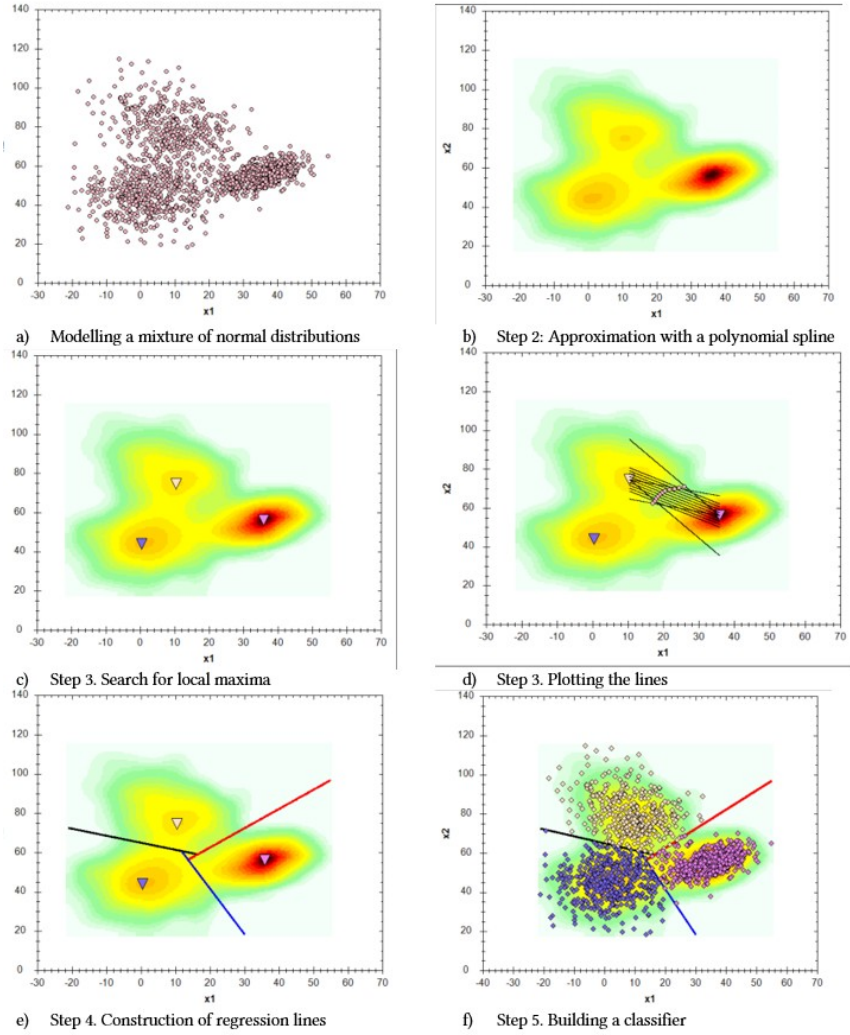 140
120
100
80
60
40
20
0
-30 -20 -10 0 10 20 30 40 50 60 70
x1
a) Modelling a mixture of normal distributions
140
120
100
80
60
40
20
0
x2
-30 -20 -10 0 10 20 30 40 50 60 70
x1
b) Step 2: Approximation with a polynomial spline
140
120
100
80
60
40
20
0
-30 -20 -10 0 10 20 30 40 50 60 70
x1
c) Step 3. Search for local maxima
140
120
100
80
60
40
20
0
x2
-30 -20 -10 0 10 20 30 40 50 60 70
x1
d) Step 3. Plotting the lines
140
120
100
80
60
40
20
0
-30 -20 -10 0 10 20 30 40 50 60 70
x1
e) Step 4. Construction of regression lines
140
120
100
80
60
40
20
0
x2
-40 -30 -20 -10 0 10 20 30 40 50 60 70
x1
f) Step 5. Building a classifier